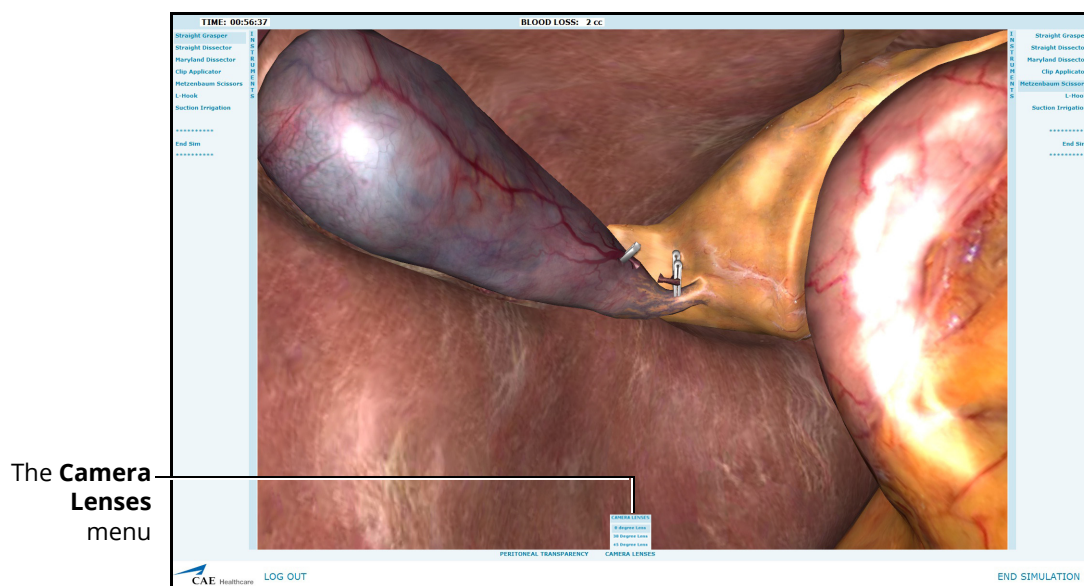 TIME: 00:56:37
BLOOD LOSS: 2 cc
Straight Grasper
Straight Dissector
Maryland Dissector
Clip Applicator
Metzenbaum Scissors
L-Hook
Suction Irrigation
**********
End Sim
**********
INSTRUMENTS
INSTRUMENTS
Straight Grasper
Straight Dissector
Maryland Dissector
Clip Applicator
Metzenbaum Scissors
L-Hook
Suction Irrigation
**********
End Sim
**********
The Camera
Lenses
menu
CAMERA LENSES
0 degree Lens
30 Degree Lens
45 Degree Lens
PERITONEAL TRANSPARENCY
CAMERA LENSES
CAE Healthcare
LOG OUT
END SIMULATION